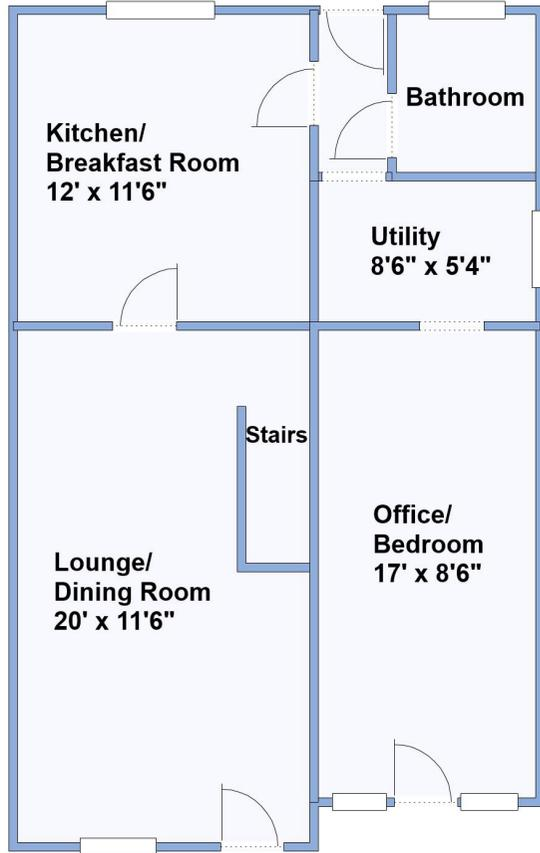 Bathroom
Kitchen/
Breakfast Room
12' x 11'6"
Utility
8'6" x 5'4"
Stairs
Office/
Bedroom
17' x 8'6"
Lounge/
Dining Room
20' x 11'6"